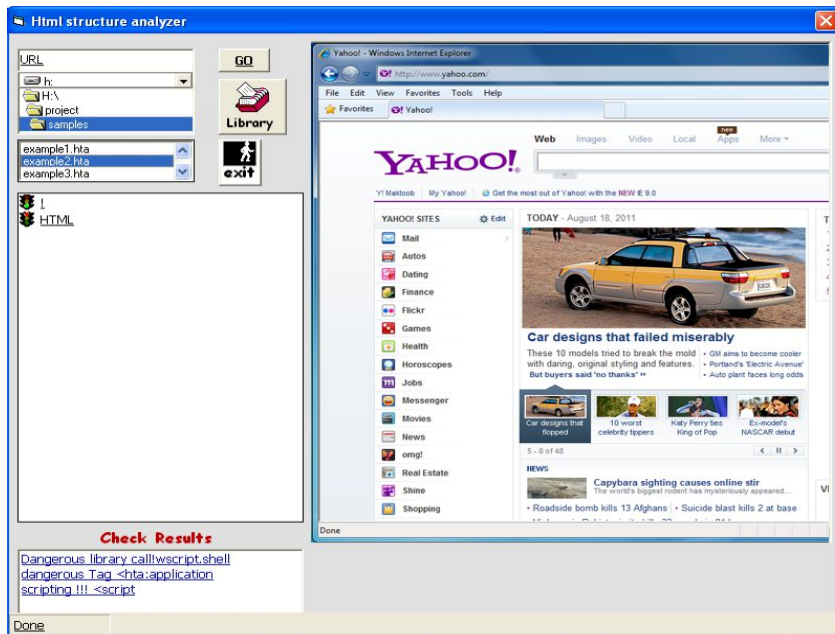 Html structure analyzer
URL
GO
h:
H:\
project
samples
Library
example1.hta
example2.hta
example3.hta
exit
!
HTML
Check Results
Dangerous library call!wscript.shell
dangerous Tag <hta:application
scripting !!! <script
Done
Yahoo! - Windows Internet Explorer
http://www.yahoo.com/
File Edit View Favorites Tools Help
Favorites Yahoo!
new
Web Images Video Local Apps More
YAHOO!
Y! Maktoob My Yahoo! Get the most out of Yahoo! with the NEW IE 9.0
YAHOO! SITES Edit
Mail
Autos
Dating
Finance
Flickr
Games
Health
Horoscopes
Jobs
Messenger
Movies
News
omg!
Real Estate
Shine
Shopping
TODAY - August 18, 2011
Car designs that failed miserably
These 10 models tried to break the mold
with daring, original styling and features.
But buyers said 'no thanks' »
• GM aims to become cooler
• Portland's 'Electric Avenue'
• Auto plant faces long odds
Car designs that
flopped
10 worst
celebrity tippers
Katy Perry ties
King of Pop
Ex-model's
NASCAR debut
5 - 8 of 48
NEWS
Capybara sighting causes online stir
The world's biggest rodent has mysteriously appeared...
• Roadside bomb kills 13 Afghans • Suicide blast kills 2 at base
Done